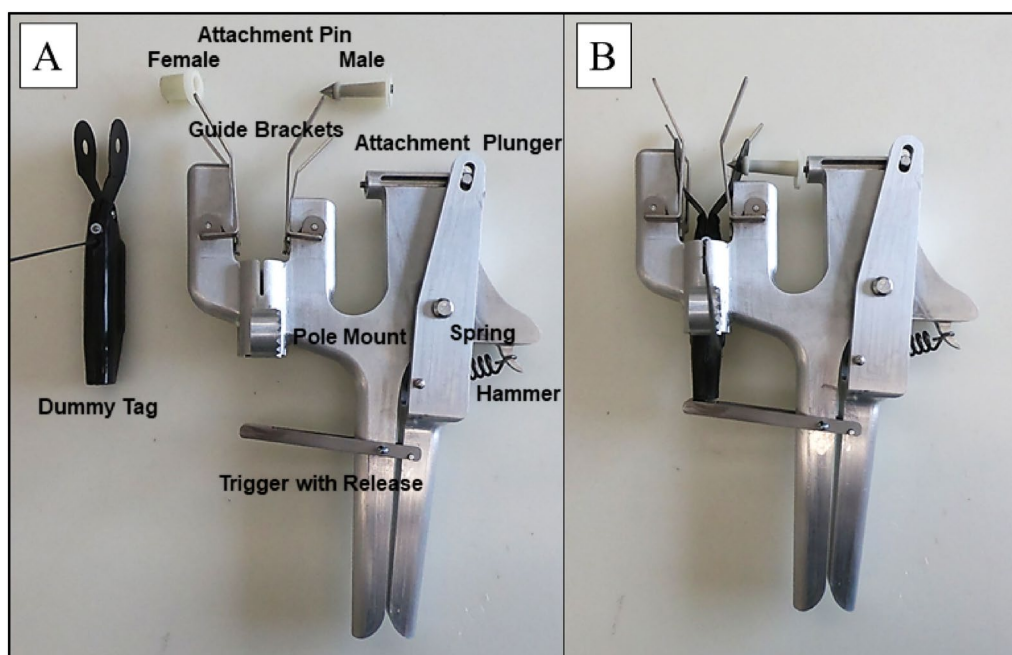 A
B
Attachment Pin
Female
Male
Guide Brackets
Attachment Plunger
Pole Mount
Spring
Hammer
Dummy Tag
Trigger with Release